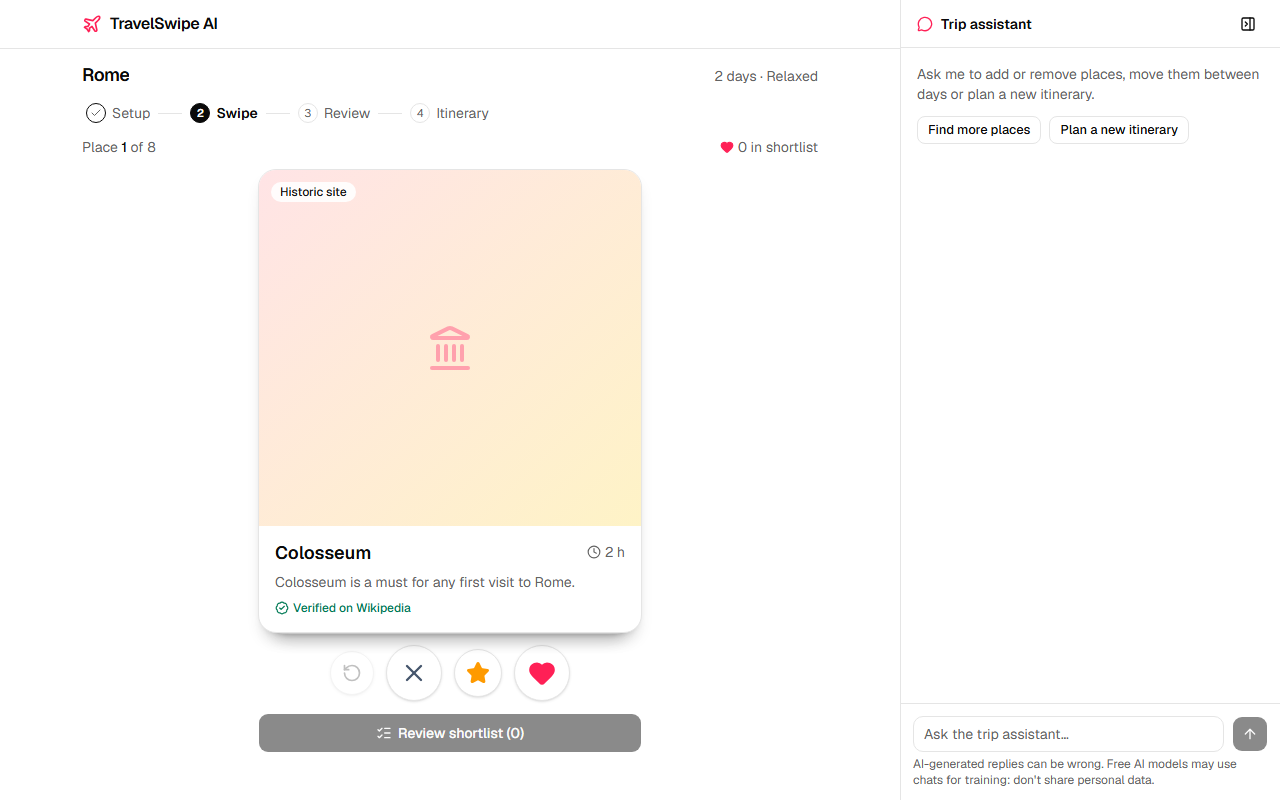 TravelSwipe AI
Rome
2 days · Relaxed
Setup
2 Swipe
3 Review
4 Itinerary
Place 1 of 8
0 in shortlist
Historic site
Colosseum
2 h
Colosseum is a must for any first visit to Rome.
Verified on Wikipedia
Review shortlist (0)
Trip assistant
Ask me to add or remove places, move them between
days or plan a new itinerary.
Find more places
Plan a new itinerary
Ask the trip assistant…
AI-generated replies can be wrong. Free AI models may use
chats for training: don't share personal data.